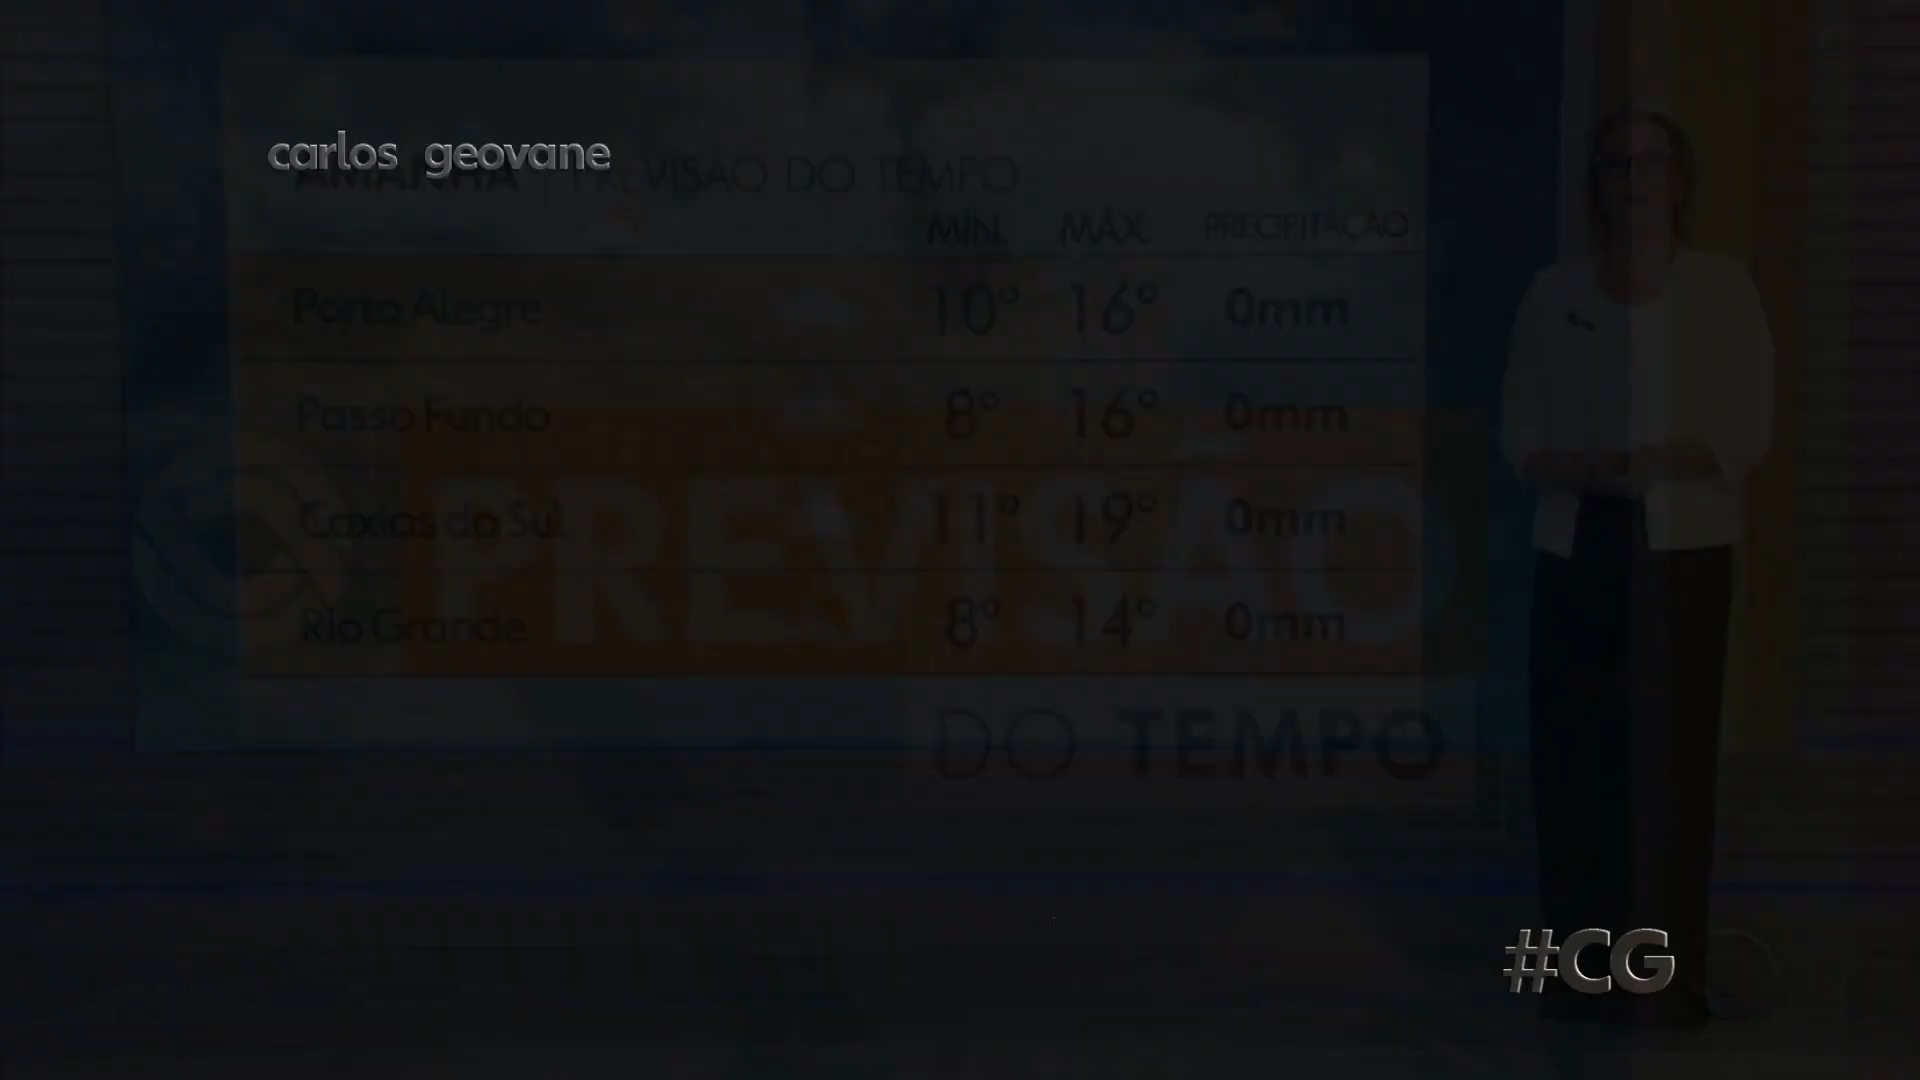 carlos geovane
AMANHÃ | PREVISÃO DO TEMPO
MÍN. MÁX. PRECIPITAÇÃO
Porto Alegre 10° 16° 0mm
Passo Fundo 8° 16° 0mm
Caxias do Sul 11° 19° 0mm
Rio Grande 8° 14° 0mm
PREVISÃO
DO TEMPO
#CG